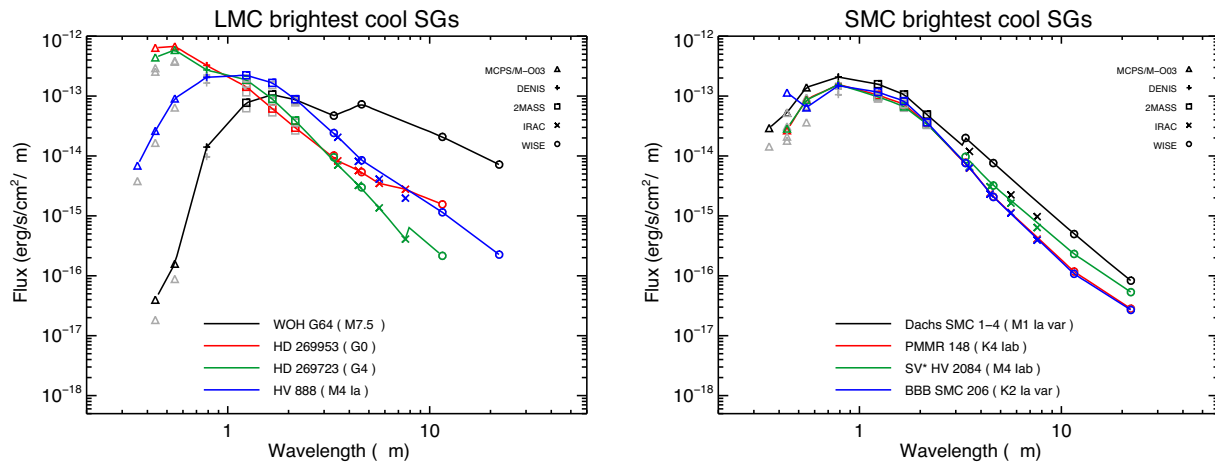 LMC brightest cool SGs
Flux (erg/s/cm²/ m)
10⁻¹²
10⁻¹³
10⁻¹⁴
10⁻¹⁵
10⁻¹⁶
10⁻¹⁷
10⁻¹⁸
MCPS/M−O03
DENIS
2MASS
IRAC
WISE
WOH G64 ( M7.5 )
HD 269953 ( G0 )
HD 269723 ( G4 )
HV 888 ( M4 Ia )
1 10
Wavelength ( m)
SMC brightest cool SGs
Flux (erg/s/cm²/ m)
10⁻¹²
10⁻¹³
10⁻¹⁴
10⁻¹⁵
10⁻¹⁶
10⁻¹⁷
10⁻¹⁸
MCPS/M−O03
DENIS
2MASS
IRAC
WISE
Dachs SMC 1−4 ( M1 Ia var )
PMMR 148 ( K4 Iab )
SV* HV 2084 ( M4 Iab )
BBB SMC 206 ( K2 Ia var )
1 10
Wavelength ( m)